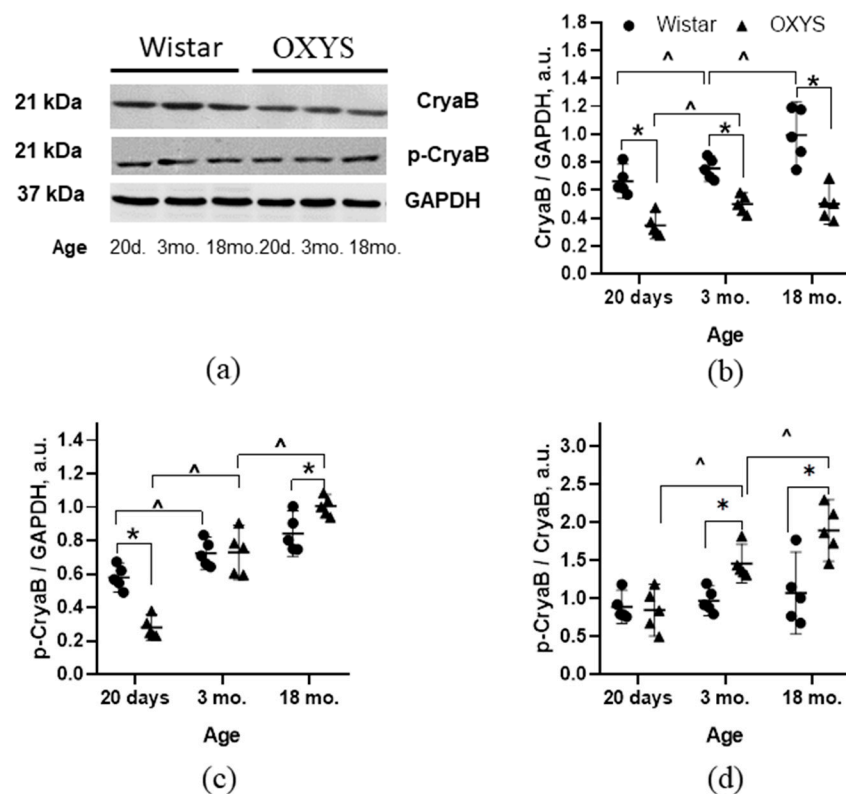 Wistar OXYS
21 kDa CryaB
21 kDa p-CryaB
37 kDa GAPDH
Age 20d. 3mo. 18mo. 20d. 3mo. 18mo.
(a)
Wistar OXYS
CryaB / GAPDH, a.u.
1.8
1.6
1.4
1.2
1.0
0.8
0.6
0.4
0.2
0.0
^ ^
^
* * *
20 days 3 mo. 18 mo.
Age
(b)
p-CryaB / GAPDH, a.u.
1.4
1.2
1.0
0.8
0.6
0.4
0.2
0.0
^
^
^
* *
20 days 3 mo. 18 mo.
Age
(c)
p-CryaB / CryaB, a.u.
3.0
2.5
2.0
1.5
1.0
0.5
0.0
^
^
* *
20 days 3 mo. 18 mo.
Age
(d)